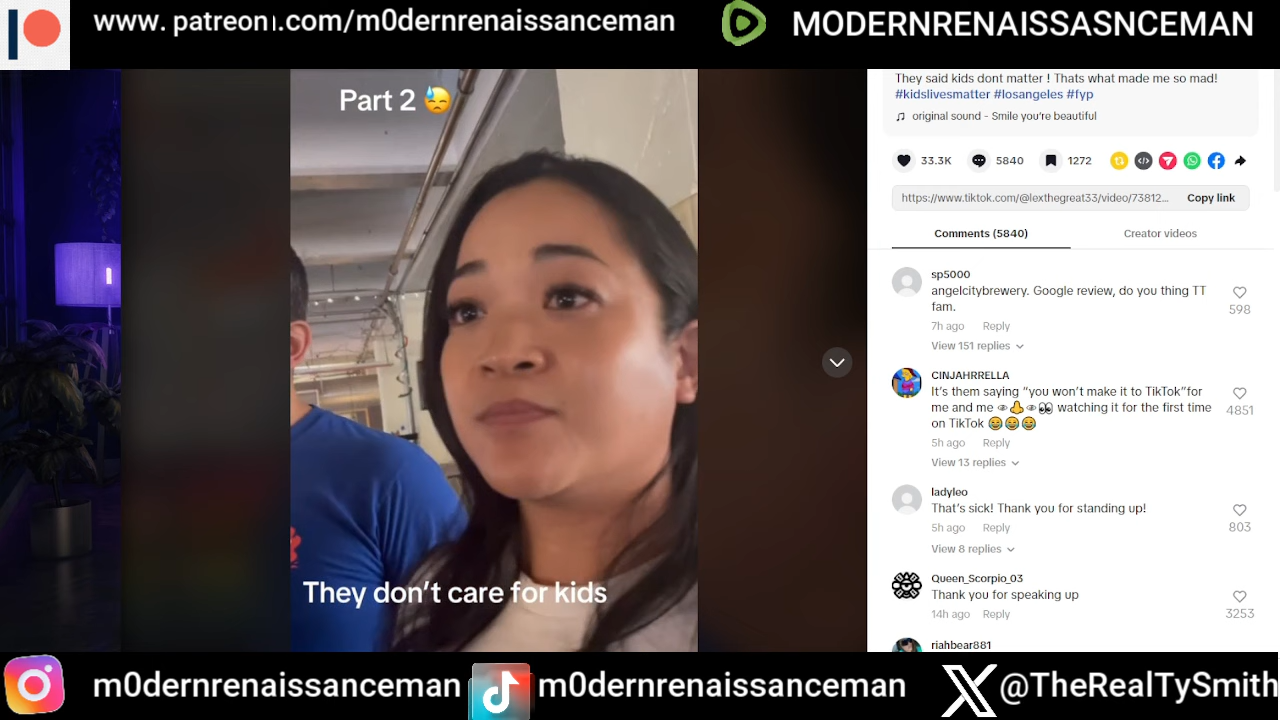 www. patreon.com/m0dernrenaissanceman
MODERNRENAISSASNCEMAN
Part 2 😓
They don't care for kids
They said kids dont matter ! Thats what made me so mad!
#kidslivesmatter #losangeles #fyp
original sound - Smile you're beautiful
33.3K 5840 1272
https://www.tiktok.com/@lexthegreat33/video/73812... Copy link
Comments (5840) Creator videos
sp5000
angelcitybrewery. Google review, do you thing TT
fam.
598
7h ago Reply
View 151 replies
CINJAHRRELLA
It's them saying “you won't make it to TikTok”for
me and me 👁👃👁👀 watching it for the first time
on TikTok 😂😂😂
4851
5h ago Reply
View 13 replies
ladyleo
That's sick! Thank you for standing up!
803
5h ago Reply
View 8 replies
Queen_Scorpio_03
Thank you for speaking up
3253
14h ago Reply
riahbear881
m0dernrenaissanceman
m0dernrenaissanceman
@TheRealTySmith